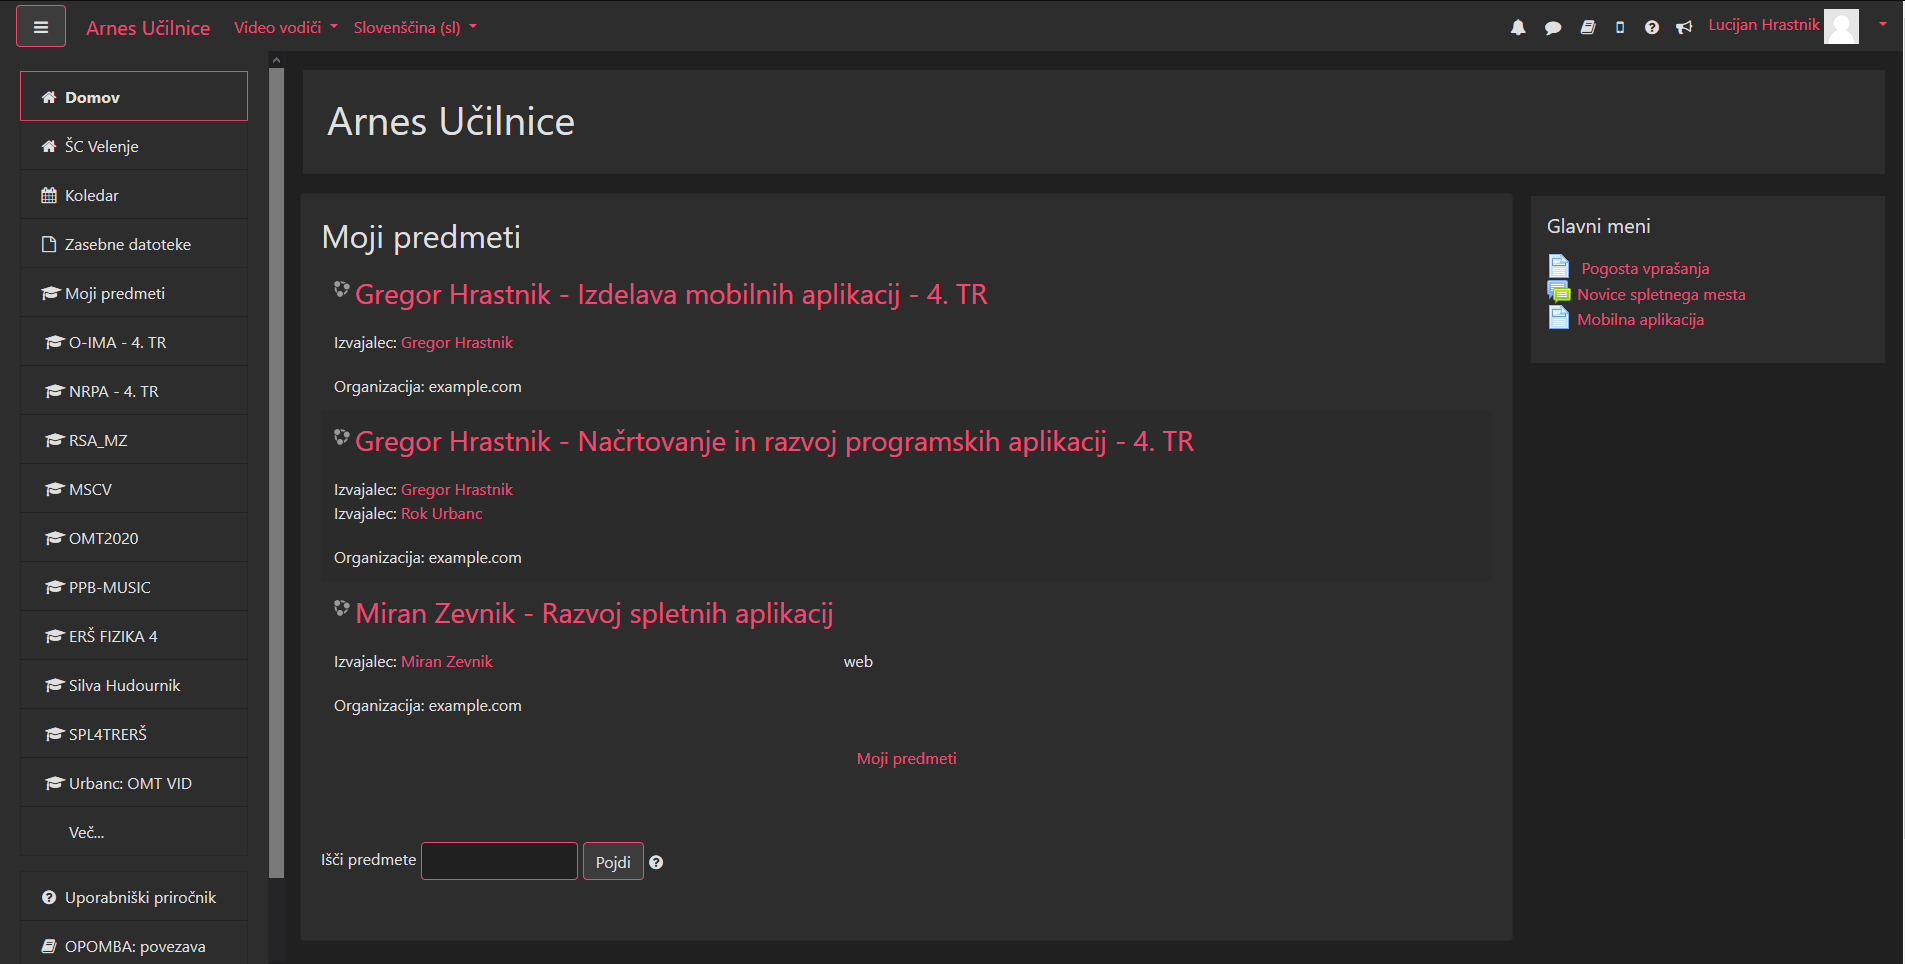 Arnes Učilnice
Video vodiči
Slovenščina (sl)
Lucijan Hrastnik
Domov
ŠC Velenje
Koledar
Zasebne datoteke
Moji predmeti
O-IMA - 4. TR
NRPA - 4. TR
RSA_MZ
MSCV
OMT2020
PPB-MUSIC
ERŠ FIZIKA 4
Silva Hudournik
SPL4TRERŠ
Urbanc: OMT VID
Več...
Uporabniški priročnik
OPOMBA: povezava
Arnes Učilnice
Moji predmeti
Gregor Hrastnik - Izdelava mobilnih aplikacij - 4. TR
Izvajalec: Gregor Hrastnik
Organizacija: example.com
Gregor Hrastnik - Načrtovanje in razvoj programskih aplikacij - 4. TR
Izvajalec: Gregor Hrastnik
Izvajalec: Rok Urbanc
Organizacija: example.com
Miran Zevnik - Razvoj spletnih aplikacij
Izvajalec: Miran Zevnik
web
Organizacija: example.com
Moji predmeti
Išči predmete
Pojdi
Glavni meni
Pogosta vprašanja
Novice spletnega mesta
Mobilna aplikacija